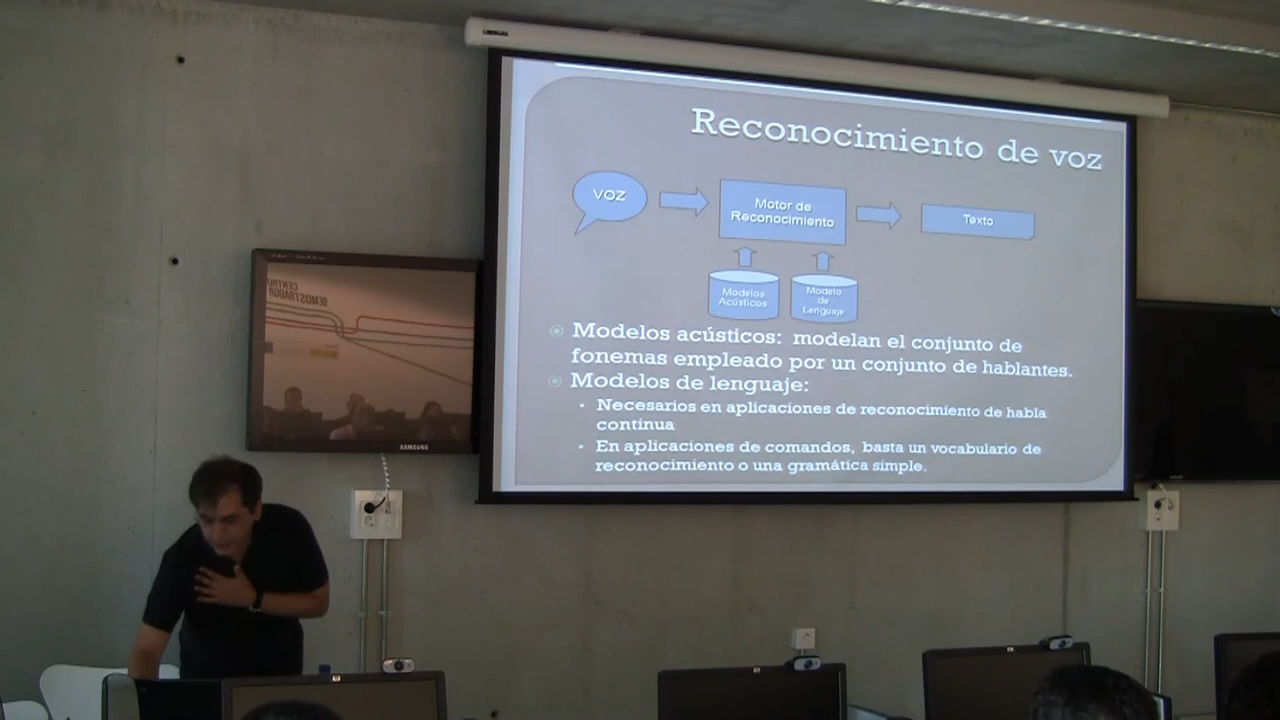 Reconocimiento de voz
VOZ
Motor de
Reconocimiento
Texto
Modelos
Acústicos
Modelo
de
Lenguaje
Modelos acústicos: modelan el conjunto de
fonemas empleado por un conjunto de hablantes.
Modelos de lenguaje:
Necesarios en aplicaciones de reconocimiento de habla
continua
En aplicaciones de comandos, basta un vocabulario de
reconocimiento o una gramática simple.
CENTRO
DEMOSTRADOR
SAMSUNG